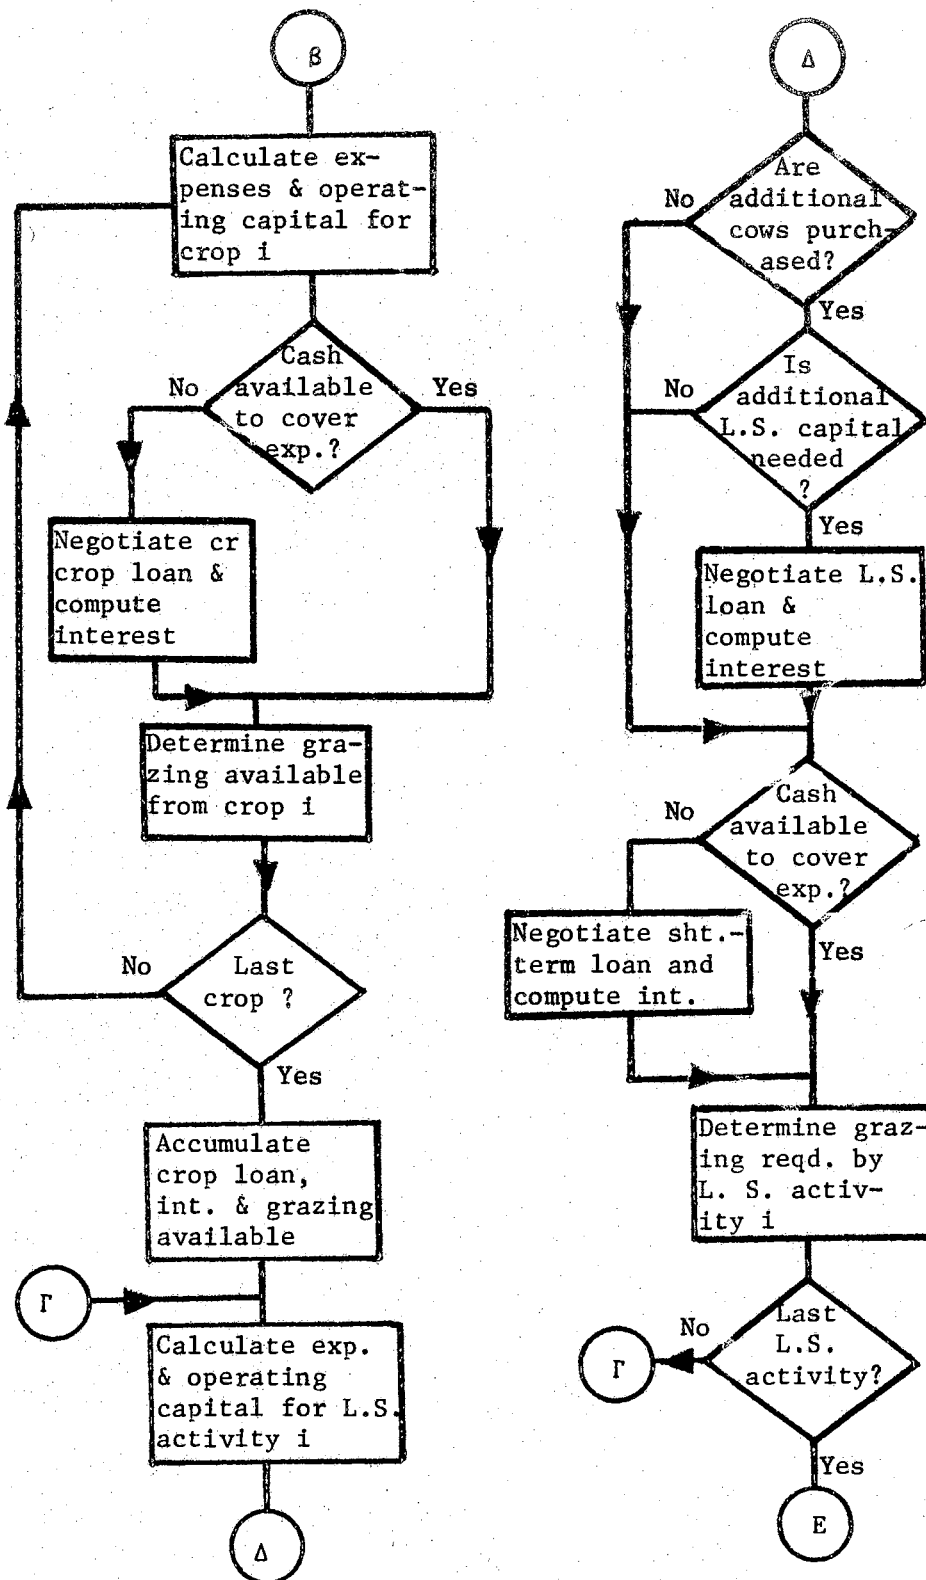 β
Calculate ex-
penses & operat-
ing capital for
crop i
Cash
available
to cover
exp.?
No
Yes
Negotiate cr
crop loan &
compute
interest
Determine gra-
zing available
from crop i
Last
crop ?
No
Yes
Accumulate
crop loan,
int. & grazing
available
Γ
Calculate exp.
& operating
capital for L.S.
activity i
Δ
Δ
Are
additional
cows purch-
ased?
No
Yes
Is
additional
L.S. capital
needed
?
No
Yes
Negotiate L.S.
loan &
compute
interest
Cash
available
to cover
exp.?
No
Yes
Negotiate sht.-
term loan and
compute int.
Determine graz-
ing reqd. by
L. S. activ-
ity i
Last
L.S.
activity?
No
Γ
Yes
E